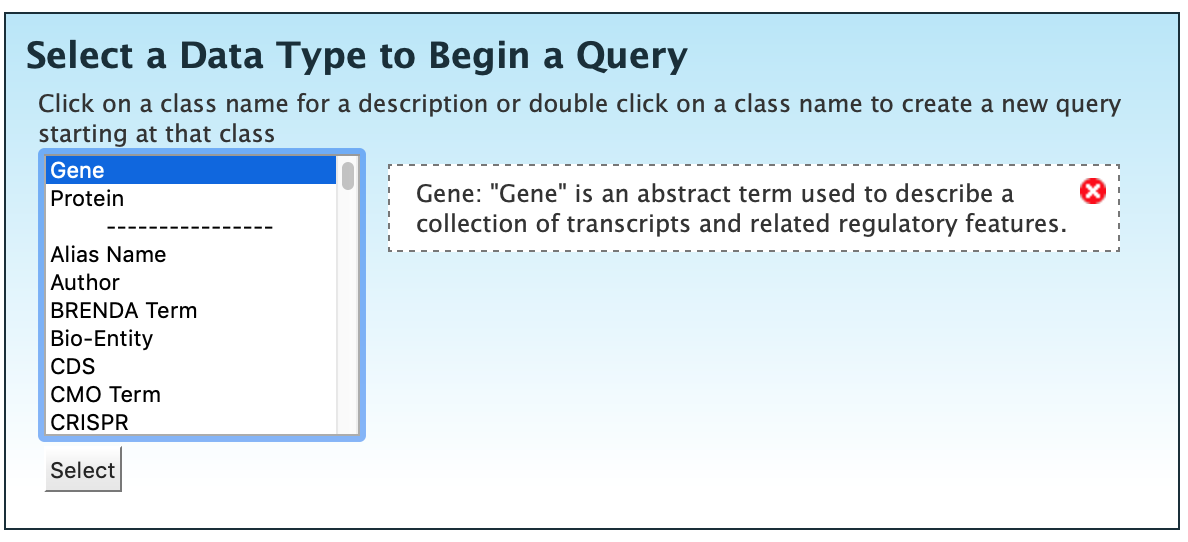 Select a Data Type to Begin a Query
Click on a class name for a description or double click on a class name to create a new query
starting at that class
Gene
Protein
----------------
Alias Name
Author
BRENDA Term
Bio-Entity
CDS
CMO Term
CRISPR
Gene: "Gene" is an abstract term used to describe a
collection of transcripts and related regulatory features.
Select